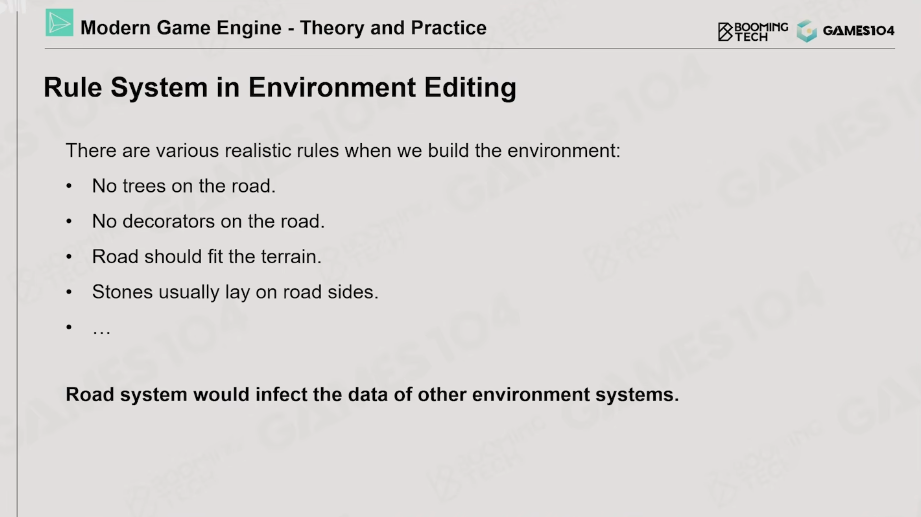 Modern Game Engine - Theory and Practice
BOOMING
TECH
GAMES104
Rule System in Environment Editing
There are various realistic rules when we build the environment:
• No trees on the road.
• No decorators on the road.
• Road should fit the terrain.
• Stones usually lay on road sides.
• …
Road system would infect the data of other environment systems.